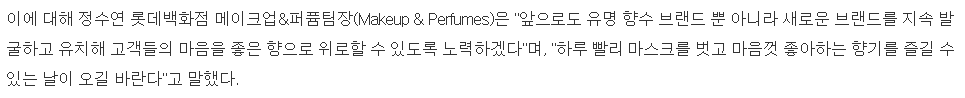 이에 대해 정수연 롯데백화점 메이크업&퍼퓸팀장(Makeup & Perfumes)은 "앞으로도 유명 향수 브랜드 뿐 아니라 새로운 브랜드를 지속 발
굴하고 유치해 고객들의 마음을 좋은 향으로 위로할 수 있도록 노력하겠다"며, "하루 빨리 마스크를 벗고 마음껏 좋아하는 향기를 즐길 수
있는 날이 오길 바란다"고 말했다.